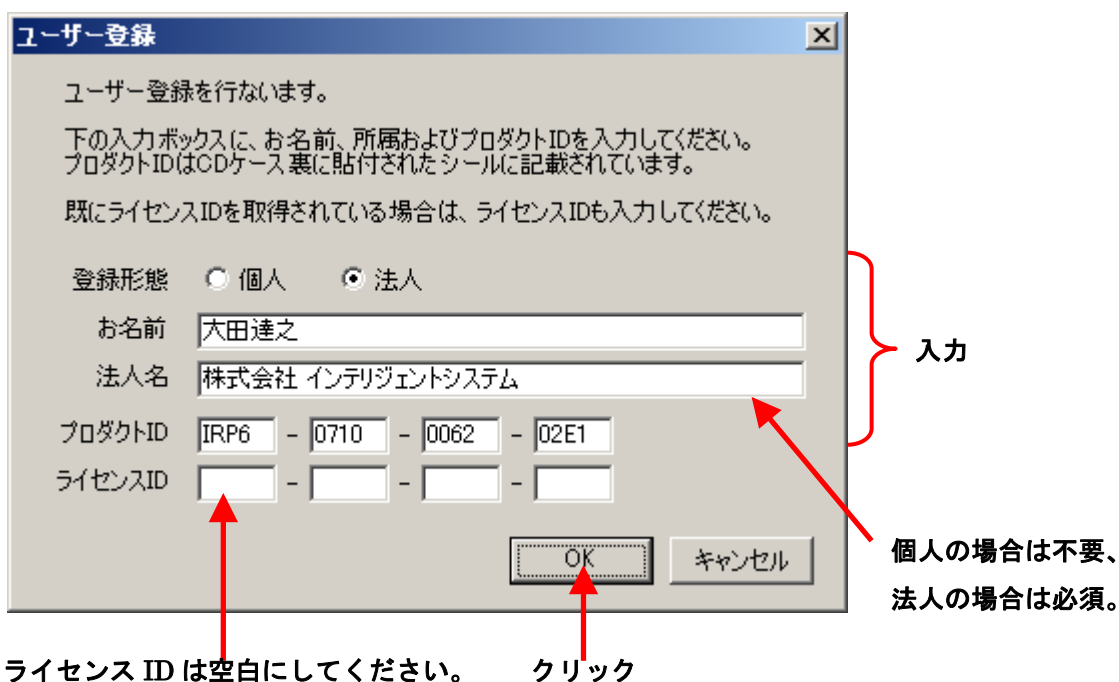 ユーザー登録
ユーザー登録を行ないます。
下の入力ボックスに、お名前、所属およびプロダクトIDを入力してください。
プロダクトIDはCDケース裏に貼付されたシールに記載されています。
既にライセンスIDを取得されている場合は、ライセンスIDも入力してください。
登録形態 個人 法人
お名前 大田達之
法人名 株式会社 インテリジェントシステム
入力
プロダクトID IRP6 - 0710 - 0062 - 02E1
ライセンスID - - -
OK キャンセル
個人の場合は不要、
法人の場合は必須。
ライセンス ID は空白にしてください。 クリック